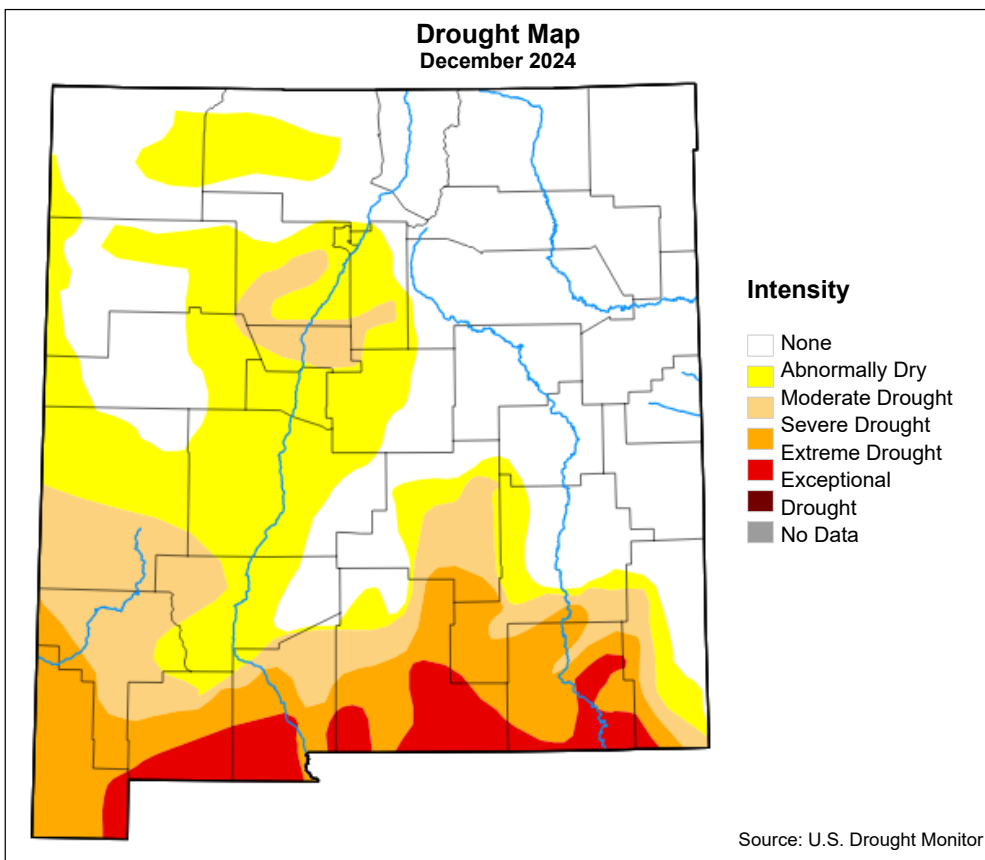 Drought Map
December 2024
Intensity
None
Abnormally Dry
Moderate Drought
Severe Drought
Extreme Drought
Exceptional
Drought
No Data
Source: U.S. Drought Monitor